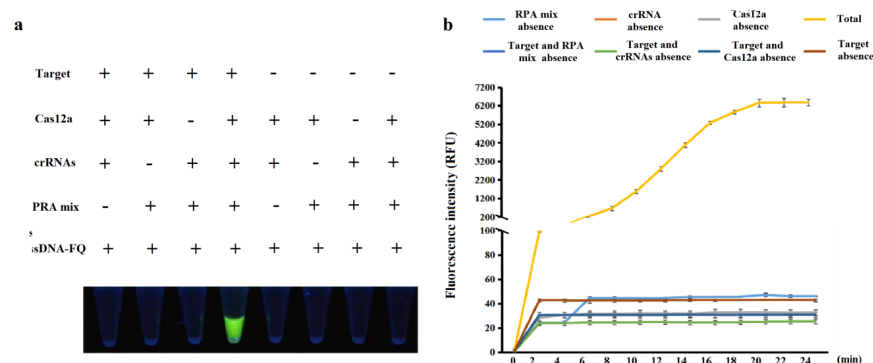 a
Target + + + + - - - -
Cas12a + + - + + + - +
crRNAs + - + + + - + +
PRA mix - + + + - + + +
s
ssDNA-FQ + + + + + + + +
b
RPA mix absence
crRNA absence
Cas12a absence
Total
Target and RPA mix absence
Target and crRNAs absence
Target and Cas12a absence
Target absence
Fluorescence intensity (RFU)
7200
6200
5200
4200
3200
2200
1200
200
100
80
60
40
20
0
0 2 4 6 8 10 12 14 16 18 20 22 24 (min)